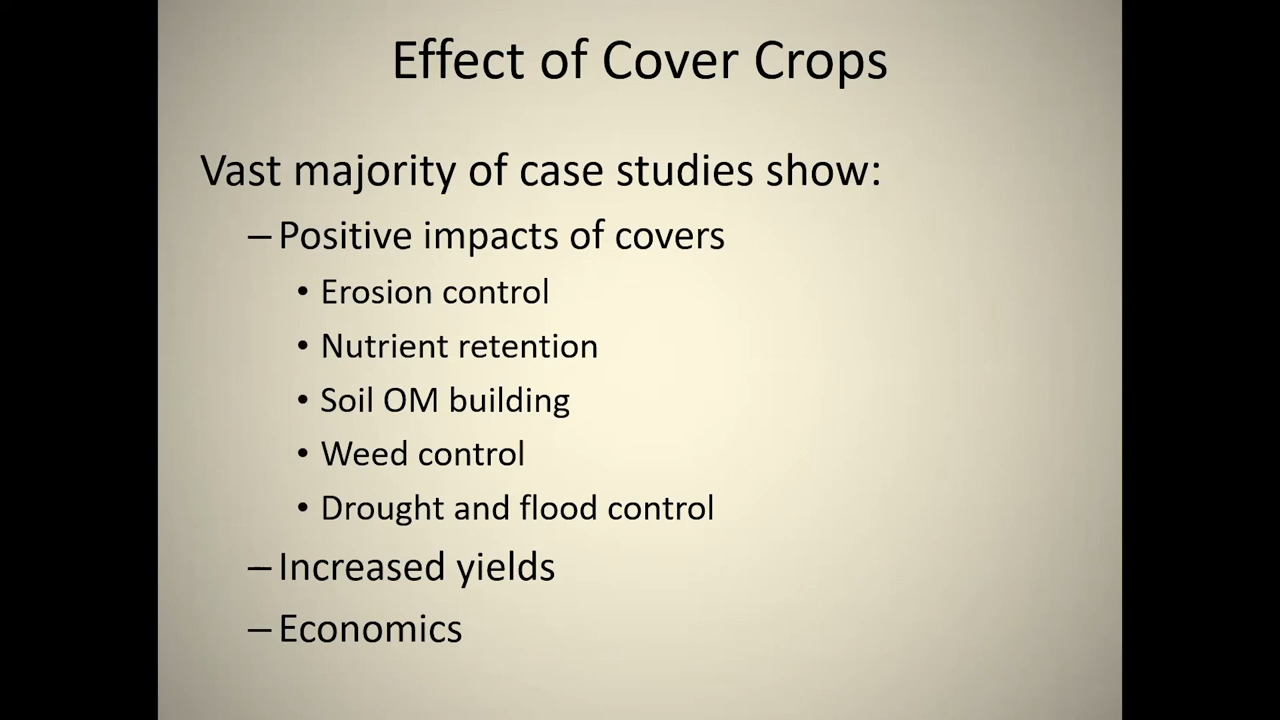 Effect of Cover Crops
Vast majority of case studies show:
– Positive impacts of covers
• Erosion control
• Nutrient retention
• Soil OM building
• Weed control
• Drought and flood control
– Increased yields
– Economics